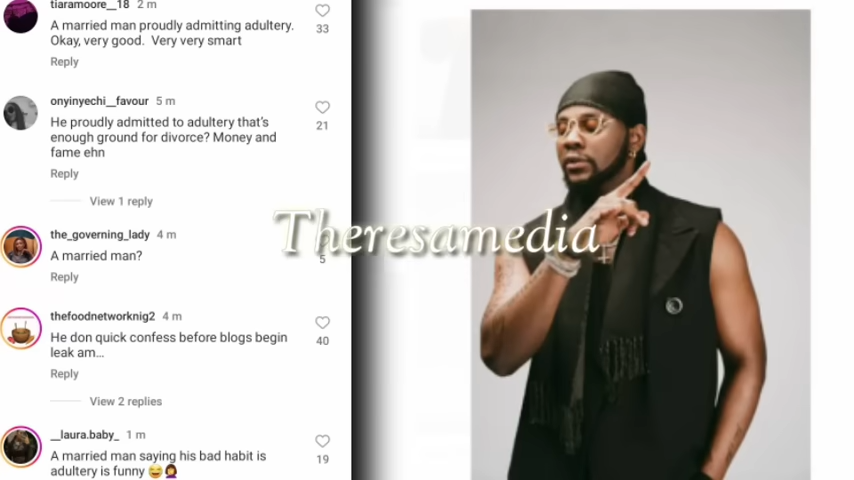 tiaramoore__18 2 m
A married man proudly admitting adultery.
Okay, very good. Very very smart
33
Reply
onyinyechi__favour 5 m
He proudly admitted to adultery that's
enough ground for divorce? Money and
fame ehn
21
Reply
View 1 reply
the_governing_lady 4 m
A married man?
5
Reply
Theresamedia
thefoodnetworknig2 4 m
He don quick confess before blogs begin
leak am...
40
Reply
View 2 replies
__laura.baby_ 1 m
A married man saying his bad habit is
adultery is funny 😂🤦‍♀️
19